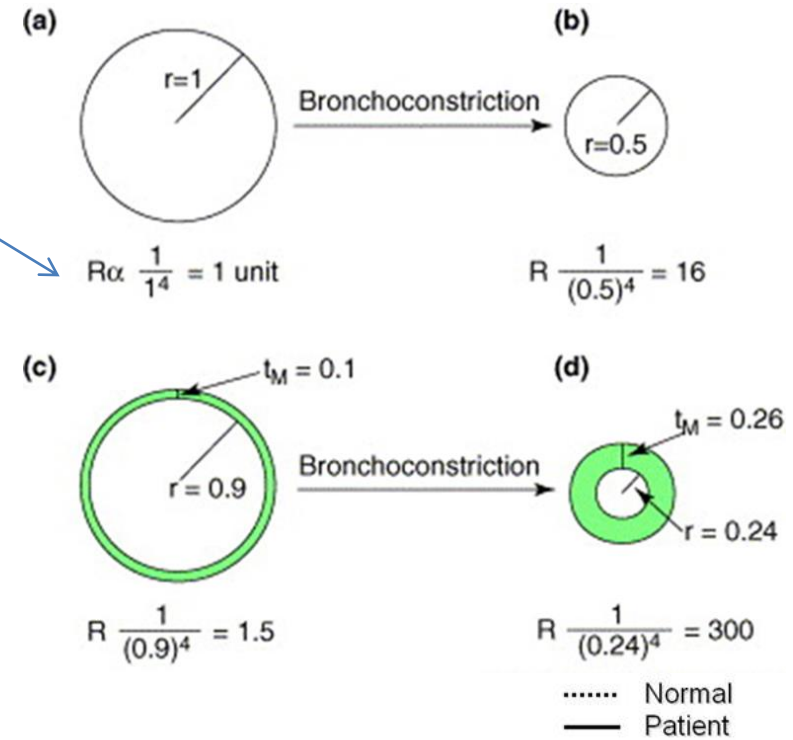 (a)
(b)
r=1
Bronchoconstriction
r=0.5
Rα 1/1⁴ = 1 unit
R 1/(0.5)⁴ = 16
(c)
(d)
t_M = 0.1
t_M = 0.26
Bronchoconstriction
r = 0.9
r = 0.24
R 1/(0.9)⁴ = 1.5
R 1/(0.24)⁴ = 300
Normal
Patient